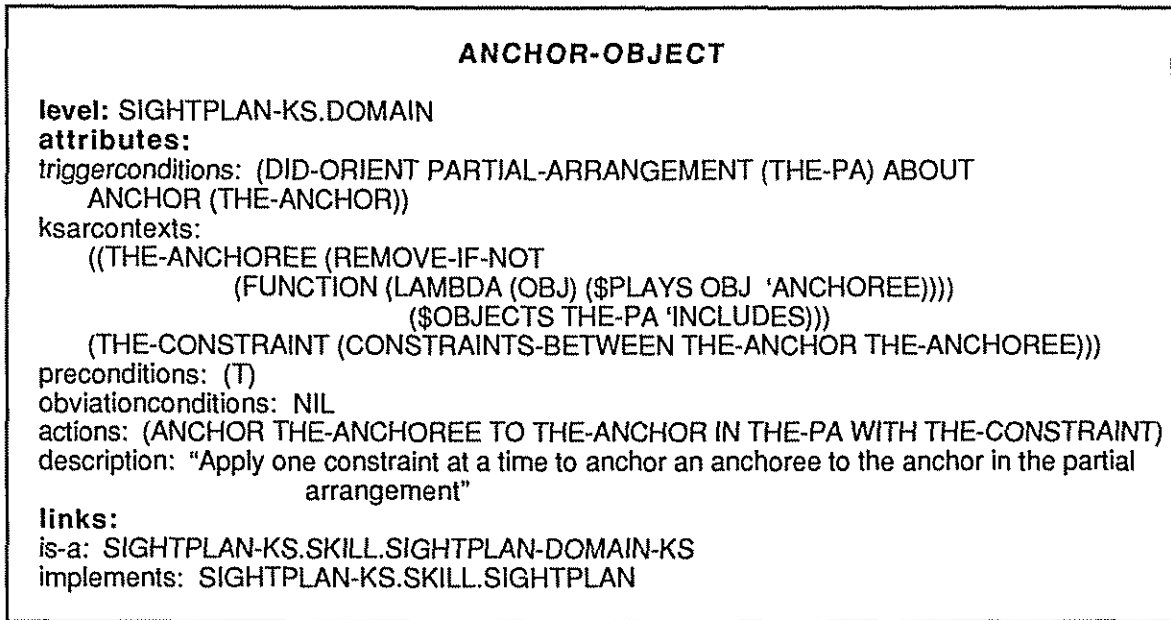 ANCHOR-OBJECT
level: SIGHTPLAN-KS.DOMAIN
attributes:
triggerconditions: (DID-ORIENT PARTIAL-ARRANGEMENT (THE-PA) ABOUT
ANCHOR (THE-ANCHOR))
ksarcontexts:
((THE-ANCHOREE (REMOVE-IF-NOT
(FUNCTION (LAMBDA (OBJ) ($PLAYS OBJ 'ANCHOREE))))
($OBJECTS THE-PA 'INCLUDES)))
(THE-CONSTRAINT (CONSTRAINTS-BETWEEN THE-ANCHOR THE-ANCHOREE)))
preconditions: (T)
obviationconditions: NIL
actions: (ANCHOR THE-ANCHOREE TO THE-ANCHOR IN THE-PA WITH THE-CONSTRAINT)
description: "Apply one constraint at a time to anchor an anchoree to the anchor in the partial
arrangement"
links:
is-a: SIGHTPLAN-KS.SKILL.SIGHTPLAN-DOMAIN-KS
implements: SIGHTPLAN-KS.SKILL.SIGHTPLAN